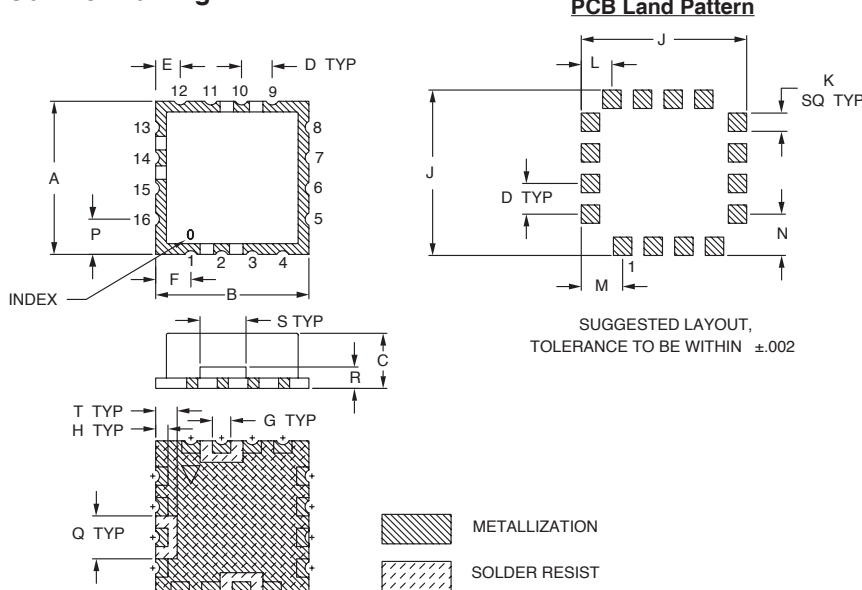 PCB Land Pattern
E
D TYP
12
11
10
9
13
14
15
16
8
7
6
5
A
P
0
1
2
3
4
F
B
INDEX
J
L
K
SQ TYP
J
D TYP
N
1
M
SUGGESTED LAYOUT,
TOLERANCE TO BE WITHIN ±.002
S TYP
C
R
T TYP
H TYP
G TYP
Q TYP
METALLIZATION
SOLDER RESIST